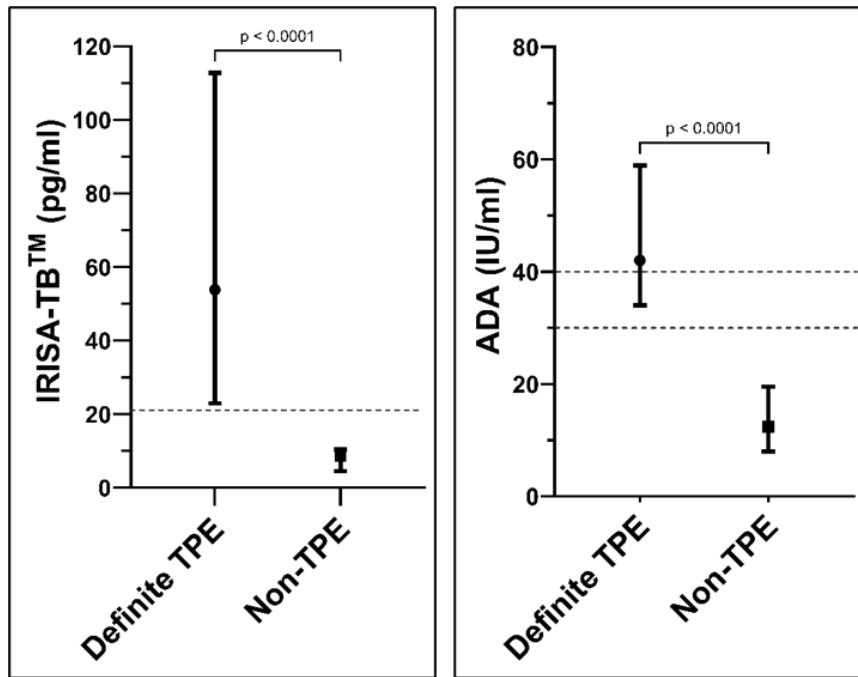 p < 0.0001
IRISA-TB™ (pg/ml)
120
100
80
60
40
20
0
Definite TPE
Non-TPE
p < 0.0001
ADA (IU/ml)
80
60
40
20
0
Definite TPE
Non-TPE